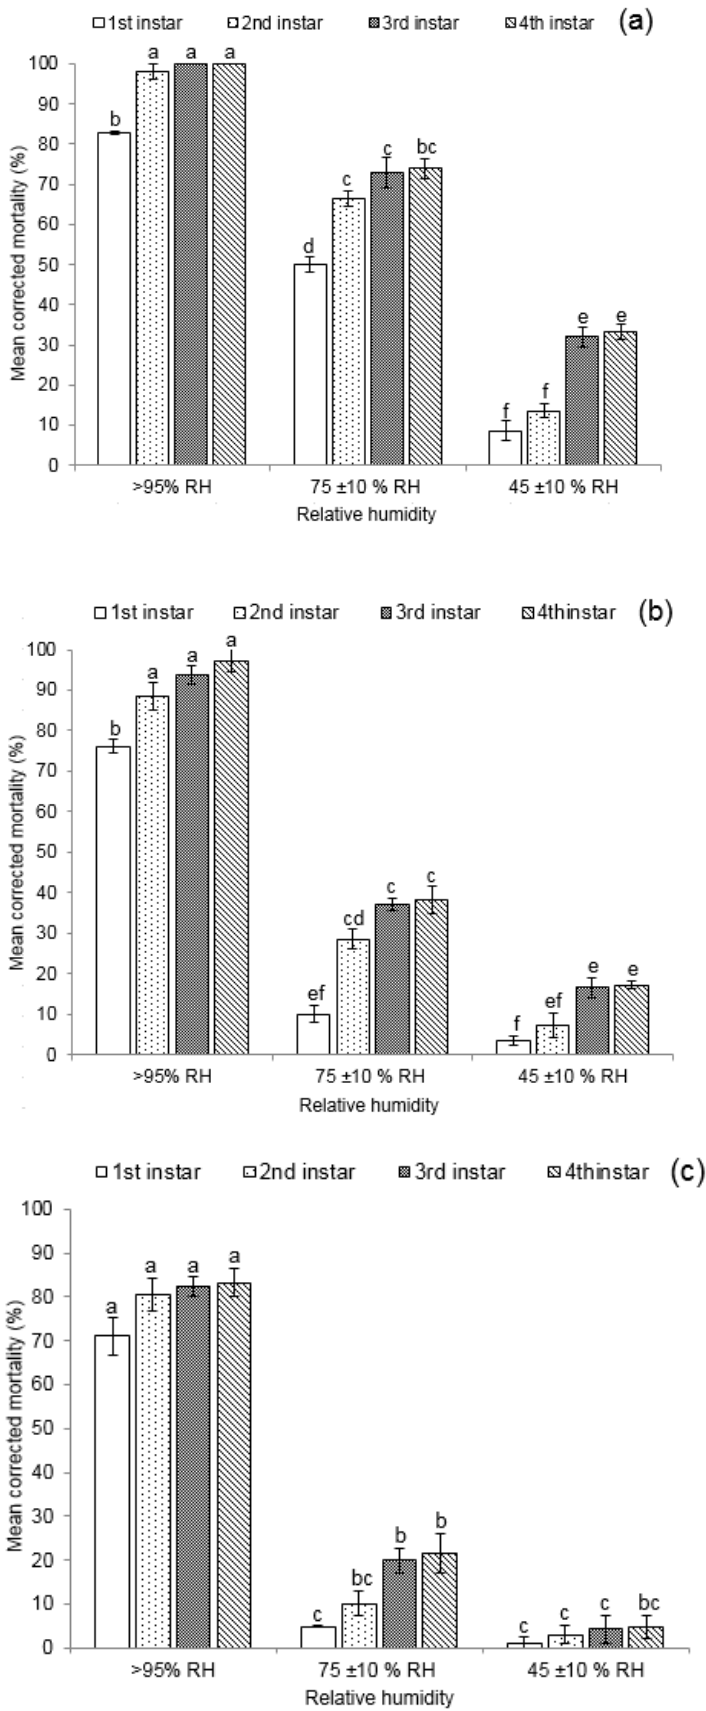 1st instar 2nd instar 3rd instar 4th instar (a)
Mean corrected mortality (%)
100
90
80
70
60
50
40
30
20
10
0
b a a a
d c c bc
f f e e
>95% RH 75 ±10 % RH 45 ±10 % RH
Relative humidity
1st instar 2nd instar 3rd instar 4thinstar (b)
Mean corrected mortality (%)
100
90
80
70
60
50
40
30
20
10
0
b a a a
ef cd c c
f ef e e
>95% RH 75 ±10 % RH 45 ±10 % RH
Relative humidity
1st instar 2nd instar 3rd instar 4thinstar (c)
Mean corrected mortality (%)
100
90
80
70
60
50
40
30
20
10
0
a a a a
c bc b b
c c c bc
>95% RH 75 ±10 % RH 45 ±10 % RH
Relative humidity